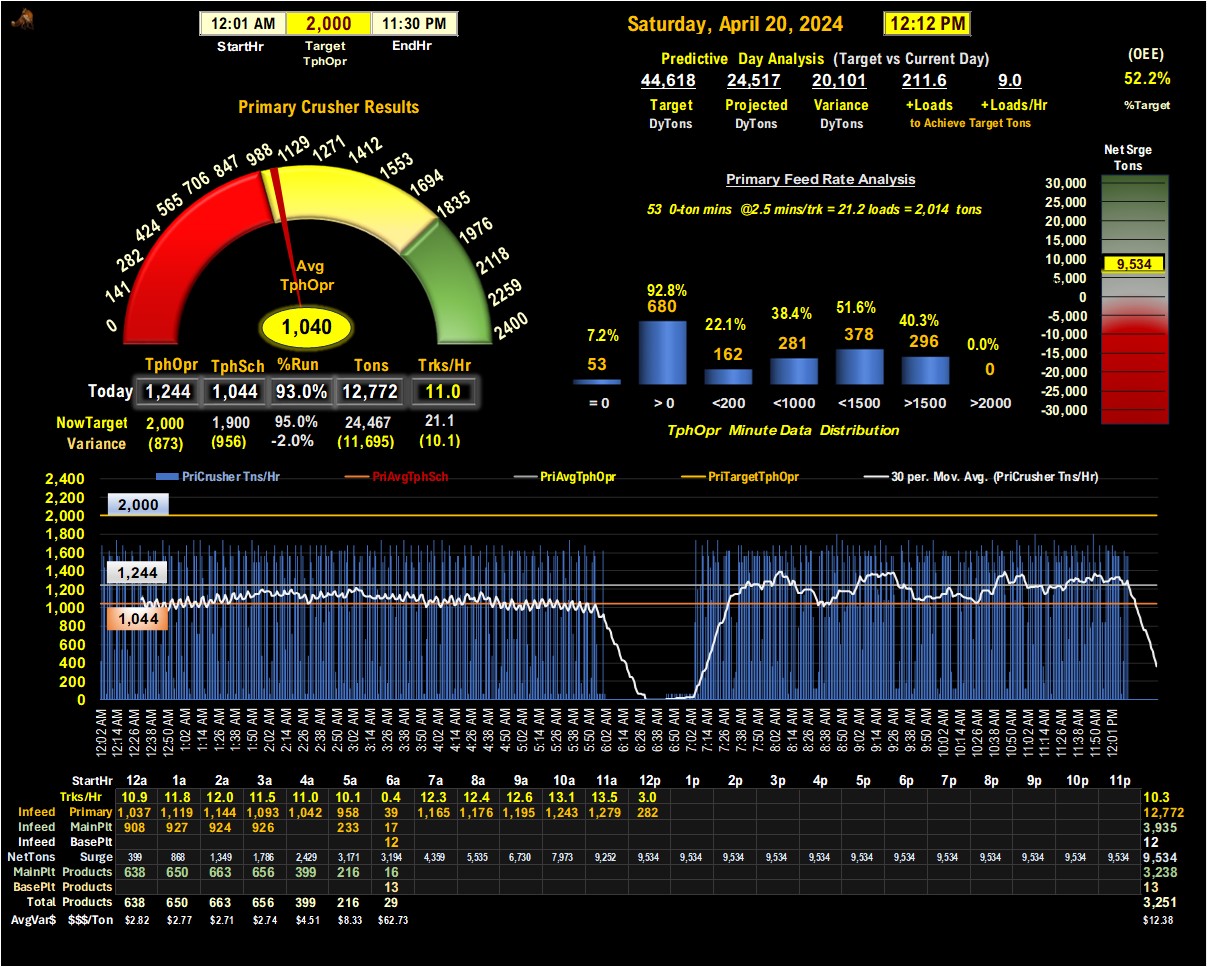 12:01 AM 2,000 11:30 PM
StartHr Target EndHr
TphOpr
Saturday, April 20, 2024 12:12 PM
Predictive Day Analysis (Target vs Current Day)
44,618 24,517 20,101 211.6 9.0
Target Projected Variance +Loads +Loads/Hr
DyTons DyTons DyTons to Achieve Target Tons
(OEE)
52.2%
%Target
Primary Crusher Results
0 141 282 424 565 706 847 988 1129 1271 1412 1553 1694 1835 1976 2118 2259 2400
Avg
TphOpr
1,040
TphOpr TphSch %Run Tons Trks/Hr
Today 1,244 1,044 93.0% 12,772 11.0
NowTarget 2,000 1,900 95.0% 24,467 21.1
Variance (873) (956) -2.0% (11,695) (10.1)
Primary Feed Rate Analysis
53 0-ton mins @2.5 mins/trk = 21.2 loads = 2,014 tons
7.2% 92.8% 22.1% 38.4% 51.6% 40.3% 0.0%
53 680 162 281 378 296 0
= 0 > 0 <200 <1000 <1500 >1500 >2000
TphOpr Minute Data Distribution
Net Srge
Tons
30,000
25,000
20,000
15,000
10,000
9,534
5,000
0
-5,000
-10,000
-15,000
-20,000
-25,000
-30,000
PriCrusher Tns/Hr PriAvgTphSch PriAvgTphOpr PriTargetTphOpr 30 per. Mov. Avg. (PriCrusher Tns/Hr)
2,400
2,200
2,000
1,800
1,600
1,400
1,200
1,000
800
600
400
200
0
2,000
1,244
1,044
12:02 AM 12:14 AM 12:26 AM 12:38 AM 12:50 AM 1:02 AM 1:14 AM 1:26 AM 1:38 AM 1:50 AM 2:02 AM 2:14 AM 2:26 AM 2:38 AM 2:50 AM 3:02 AM 3:14 AM 3:26 AM 3:38 AM 3:50 AM 4:02 AM 4:14 AM 4:26 AM 4:38 AM 4:50 AM 5:02 AM 5:14 AM 5:26 AM 5:38 AM 5:50 AM 6:02 AM 6:14 AM 6:26 AM 6:38 AM 6:50 AM 7:02 AM 7:14 AM 7:26 AM 7:38 AM 7:50 AM 8:02 AM 8:14 AM 8:26 AM 8:38 AM 8:50 AM 9:02 AM 9:14 AM 9:26 AM 9:38 AM 9:50 AM 10:02 AM 10:14 AM 10:26 AM 10:38 AM 10:50 AM 11:02 AM 11:14 AM 11:26 AM 11:38 AM 11:50 AM 12:01 PM
StartHr 12a 1a 2a 3a 4a 5a 6a 7a 8a 9a 10a 11a 12p 1p 2p 3p 4p 5p 6p 7p 8p 9p 10p 11p
Trks/Hr 10.9 11.8 12.0 11.5 11.0 10.1 0.4 12.3 12.4 12.6 13.1 13.5 3.0 10.3
Infeed Primary 1,037 1,119 1,144 1,093 1,042 958 39 1,165 1,176 1,195 1,243 1,279 282 12,772
Infeed MainPlt 908 927 924 926 233 17 3,935
Infeed BasePlt 12 12
NetTons Surge 399 868 1,349 1,786 2,429 3,171 3,194 4,359 5,535 6,730 7,973 9,252 9,534 9,534 9,534 9,534 9,534 9,534 9,534 9,534 9,534 9,534 9,534 9,534 9,534
MainPlt Products 638 650 663 656 399 216 16 3,238
BasePlt Products 13 13
Total Products 638 650 663 656 399 216 29 3,251
AvgVar$ $$$/Ton $2.82 $2.77 $2.71 $2.74 $4.51 $8.33 $62.73 $12.38